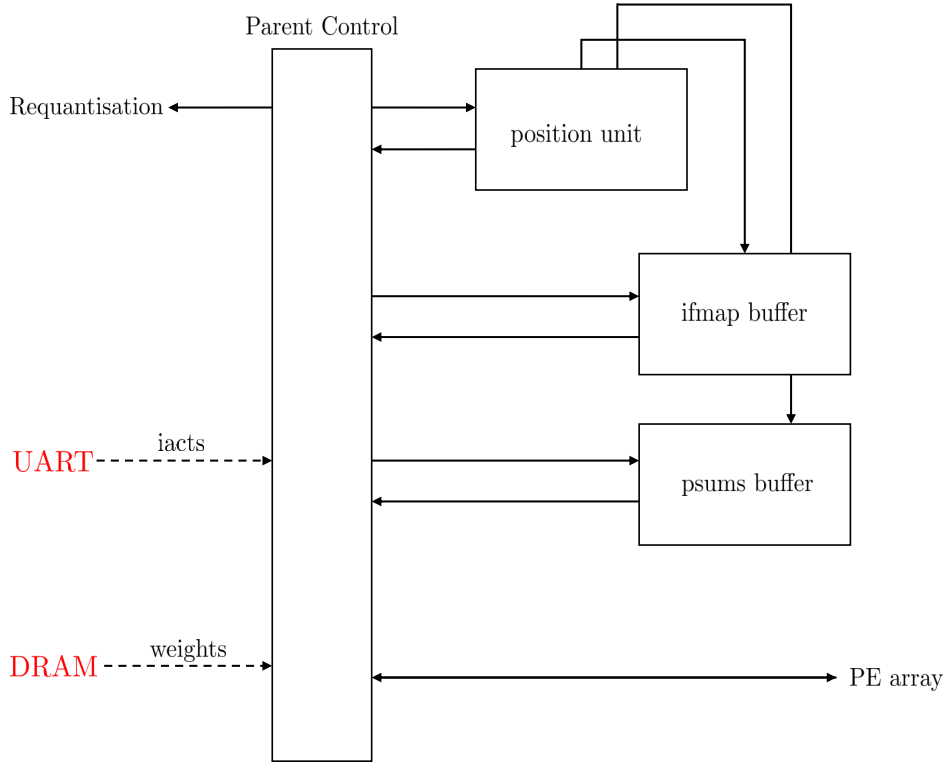 Parent Control
Requantisation
position unit
ifmap buffer
iacts
UART
psums buffer
weights
DRAM
PE array